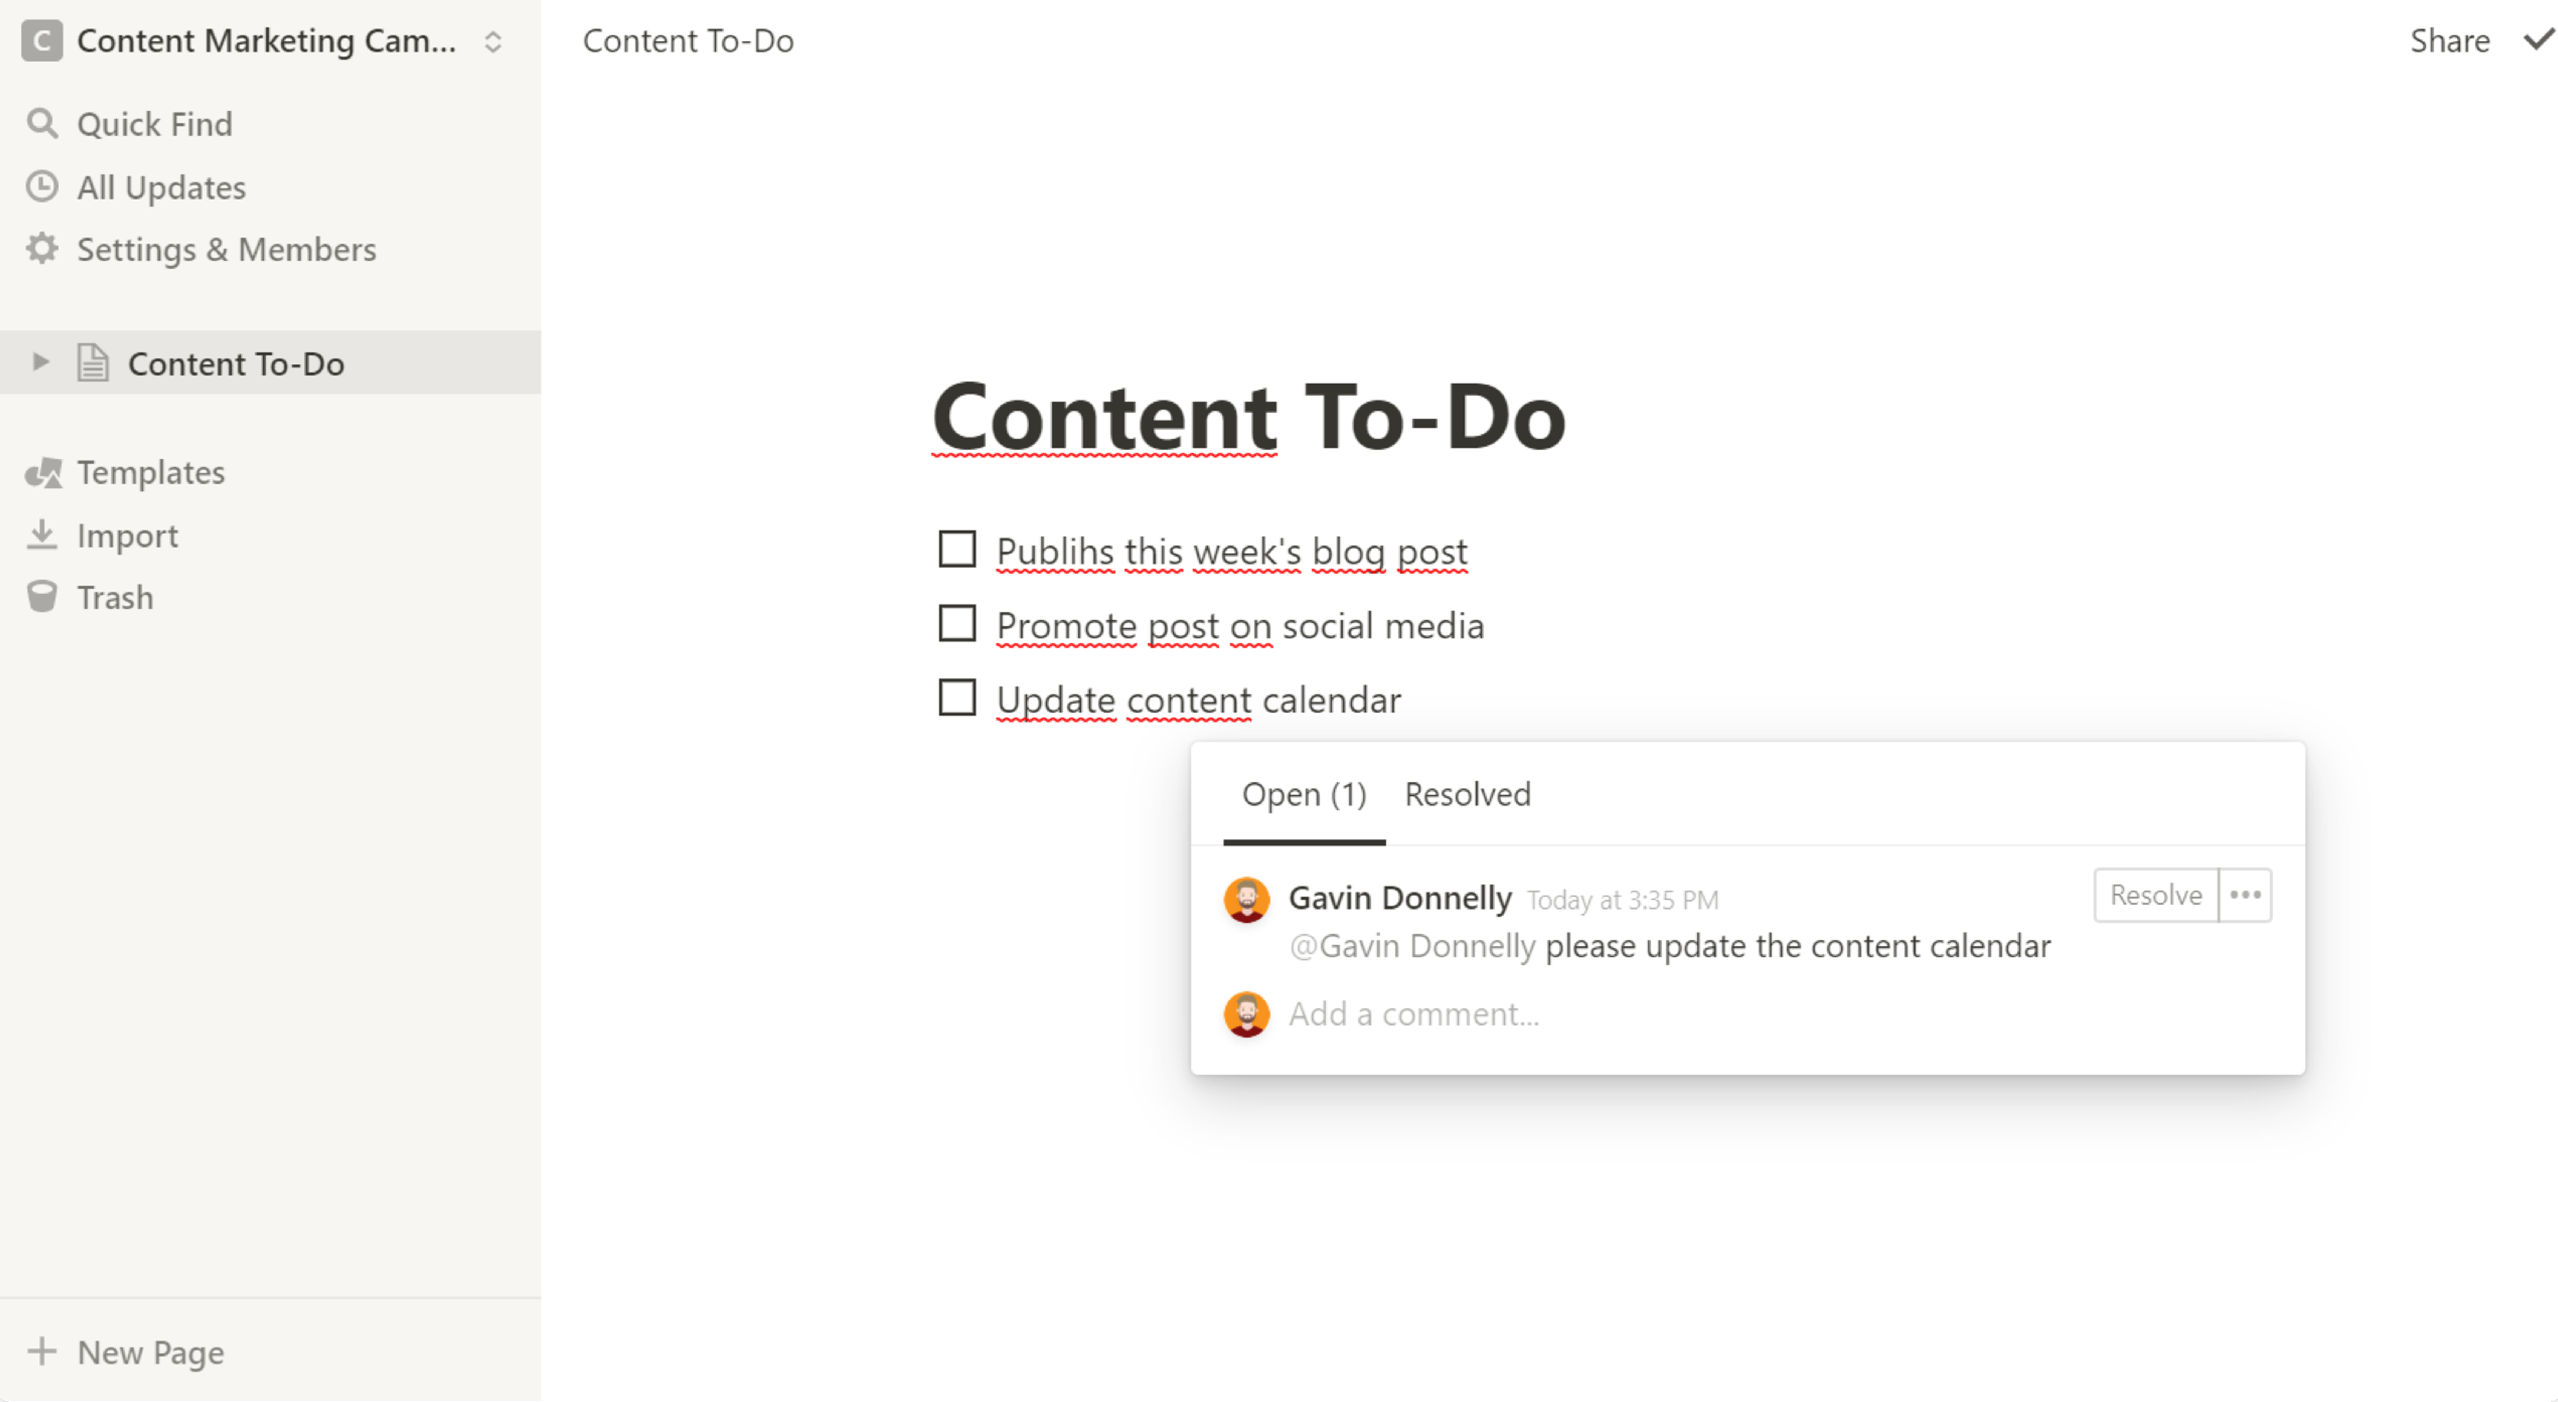 C Content Marketing Cam...
Quick Find
All Updates
Settings & Members
Content To-Do
Templates
Import
Trash
New Page
Content To-Do
Share
Content To-Do
Publihs this week's blog post
Promote post on social media
Update content calendar
Open (1) Resolved
Gavin Donnelly Today at 3:35 PM
Resolve
@Gavin Donnelly please update the content calendar
Add a comment...